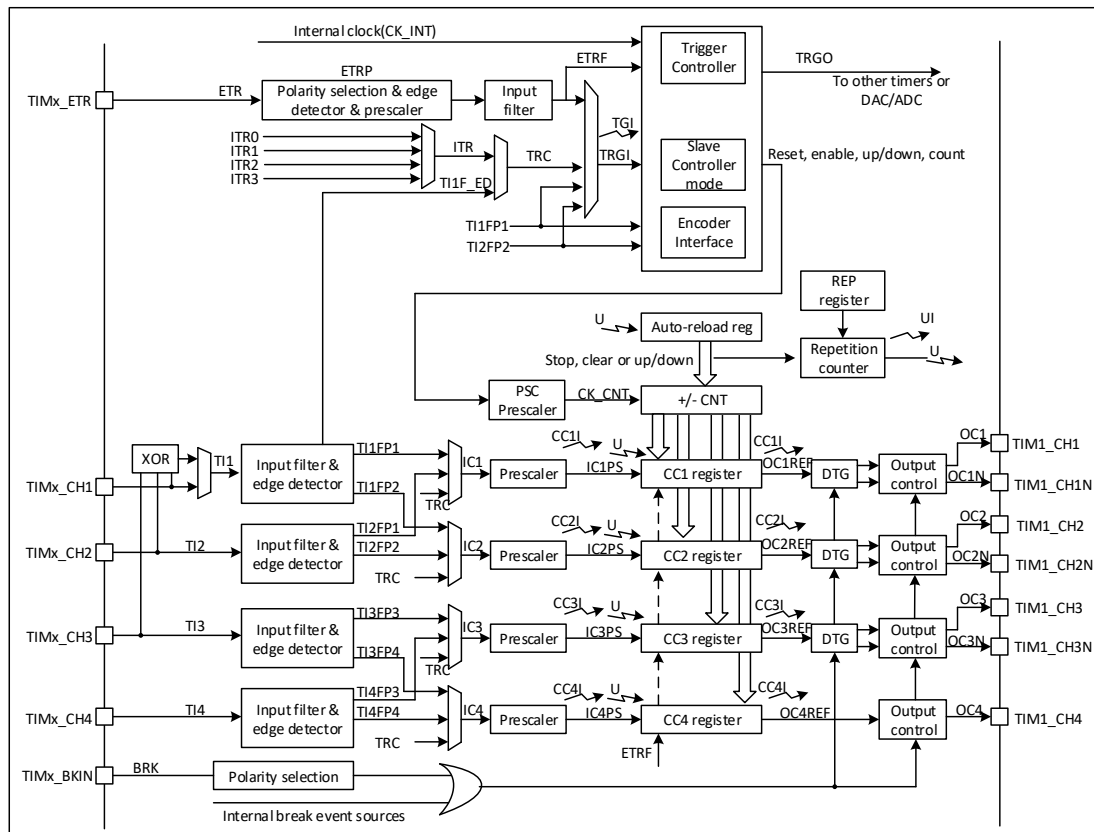 Internal clock(CK_INT)
Trigger
Controller
ETRF
TRGO
To other timers or
DAC/ADC
ETRP
TIMx_ETR
ETR
Polarity selection & edge
detector & prescaler
Input
filter
TGI
ITR0
ITR1
ITR2
ITR3
ITR
TRC
TRGI
TI1F_ED
Slave
Controller
mode
Reset, enable, up/down, count
TI1FP1
TI2FP2
Encoder
Interface
REP
register
U
Auto-reload reg
UI
Stop, clear or up/down
Repetition
counter
U
PSC
Prescaler
CK_CNT
+/- CNT
XOR
TI1
TIMx_CH1
Input filter &
edge detector
TI1FP1
TI1FP2
IC1
TRC
Prescaler
IC1PS
CC1I
U
CC1 register
CC1I
OC1REF
DTG
Output
control
OC1
OC1N
TIM1_CH1
TIM1_CH1N
TIMx_CH2
TI2
Input filter &
edge detector
TI2FP1
TI2FP2
TRC
IC2
Prescaler
IC2PS
CC2I
U
CC2 register
CC2I
OC2REF
DTG
Output
control
OC2
OC2N
TIM1_CH2
TIM1_CH2N
TIMx_CH3
TI3
Input filter &
edge detector
TI3FP3
TI3FP4
IC3
TRC
Prescaler
IC3PS
CC3I
U
CC3 register
CC3I
OC3REF
DTG
Output
control
OC3
OC3N
TIM1_CH3
TIM1_CH3N
TIMx_CH4
TI4
Input filter &
edge detector
TI4FP3
TI4FP4
TRC
IC4
Prescaler
IC4PS
CC4I
U
CC4 register
CC4I
OC4REF
Output
control
OC4
TIM1_CH4
ETRF
TIMx_BKIN
BRK
Polarity selection
Internal break event sources